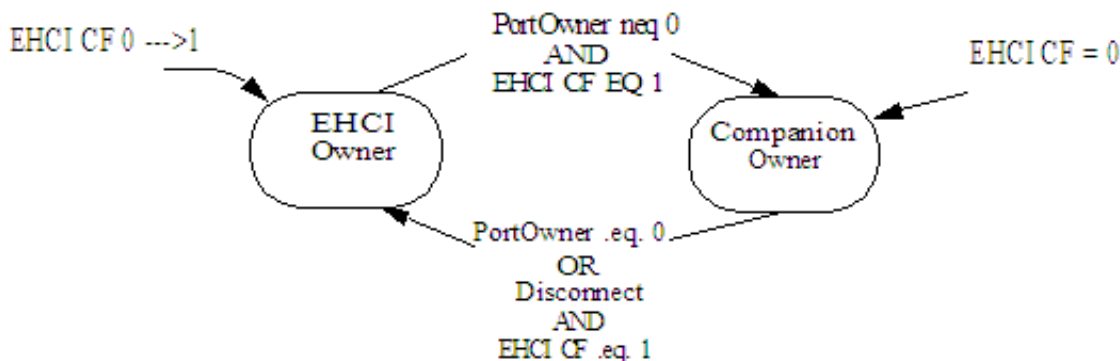 EHCI CF 0 --->1
PortOwner neq 0
AND
EHCI CF EQ 1
EHCI CF = 0
EHCI
Owner
Companion
Owner
PortOwner .eq. 0
OR
Disconnect
AND
EHCI CF .eq. 1